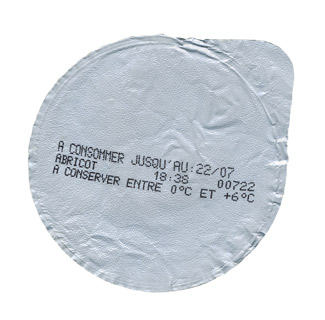 A CONSOMMER JUSQU'AU:22/07
ABRICOT 18:38 00722
A CONSERVER ENTRE 0°C ET +6°C